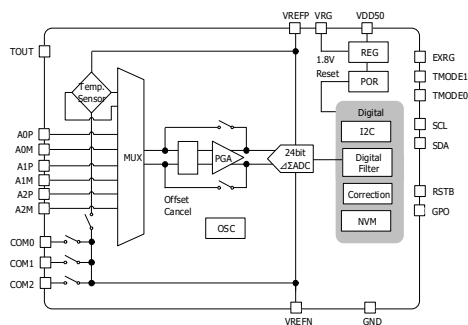 VREFP VRG VDD50
TOUT
REG
1.8V
EXRG
Reset
POR
TMODE1
Temp.
Sensor
TMODE0
Digital
A0P
I2C
SCL
A0M
MUX
PGA
24bit
ΔΣADC
Digital
Filter
SDA
A1P
A1M
A2P
Offset
Cancel
Correction
RSTB
A2M
OSC
NVM
GPO
COM0
COM1
COM2
VREFN
GND